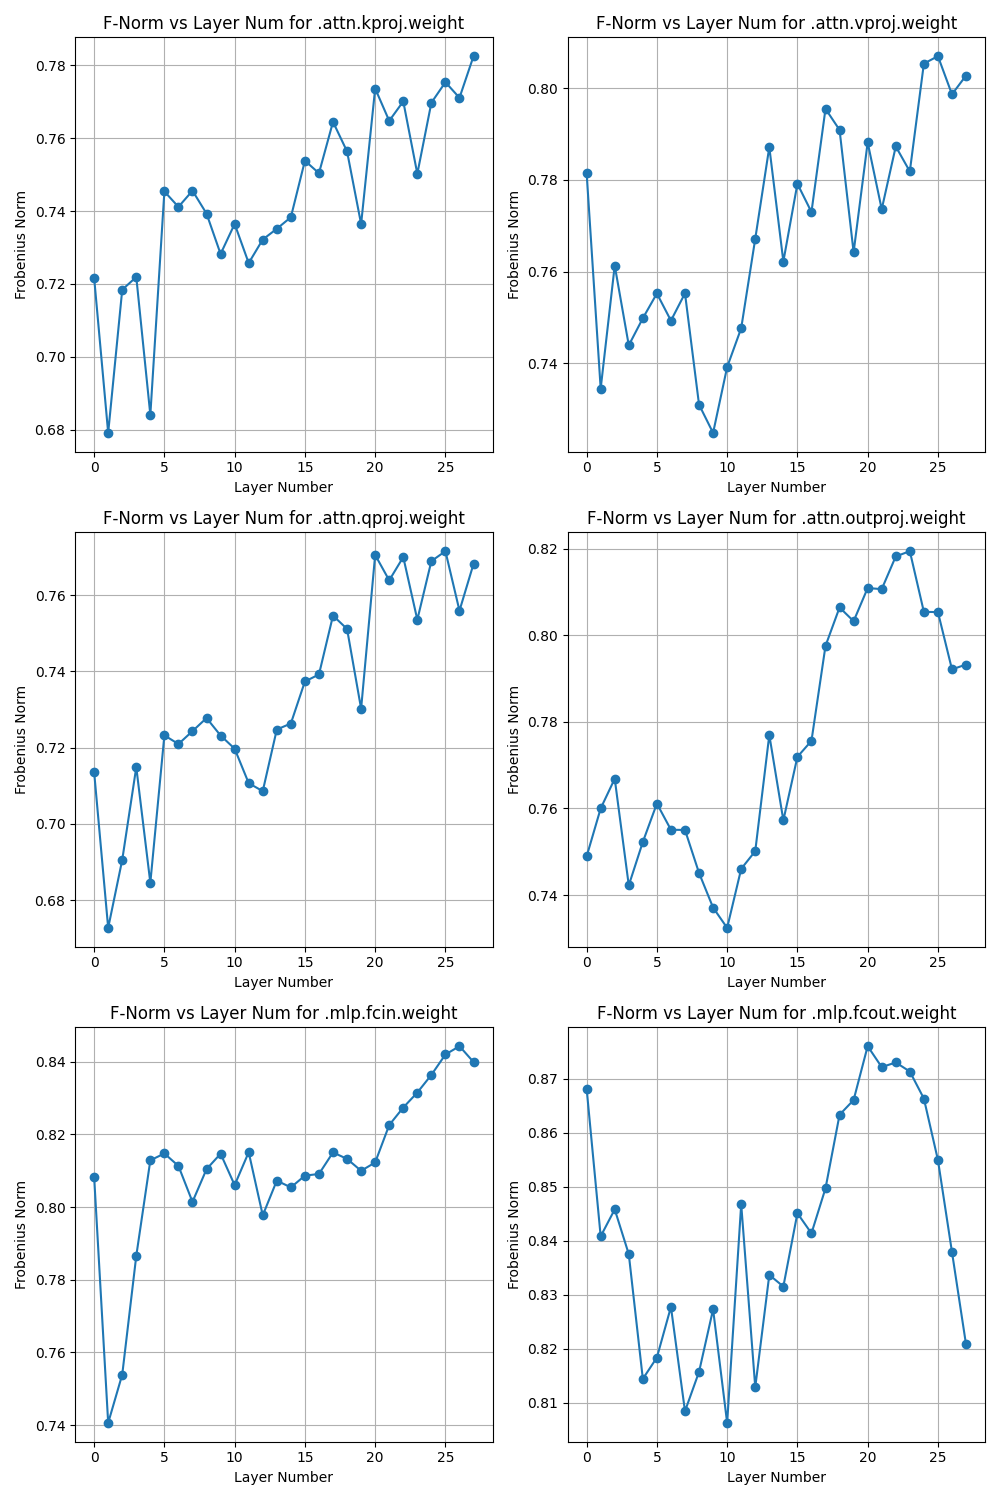 F-Norm vs Layer Num for .attn.kproj.weight
Frobenius Norm
0.78
0.76
0.74
0.72
0.70
0.68
0 5 10 15 20 25
Layer Number
F-Norm vs Layer Num for .attn.vproj.weight
Frobenius Norm
0.80
0.78
0.76
0.74
0 5 10 15 20 25
Layer Number
F-Norm vs Layer Num for .attn.qproj.weight
Frobenius Norm
0.76
0.74
0.72
0.70
0.68
0 5 10 15 20 25
Layer Number
F-Norm vs Layer Num for .attn.outproj.weight
Frobenius Norm
0.82
0.80
0.78
0.76
0.74
0 5 10 15 20 25
Layer Number
F-Norm vs Layer Num for .mlp.fcin.weight
Frobenius Norm
0.84
0.82
0.80
0.78
0.76
0.74
0 5 10 15 20 25
Layer Number
F-Norm vs Layer Num for .mlp.fcout.weight
Frobenius Norm
0.87
0.86
0.85
0.84
0.83
0.82
0.81
0 5 10 15 20 25
Layer Number